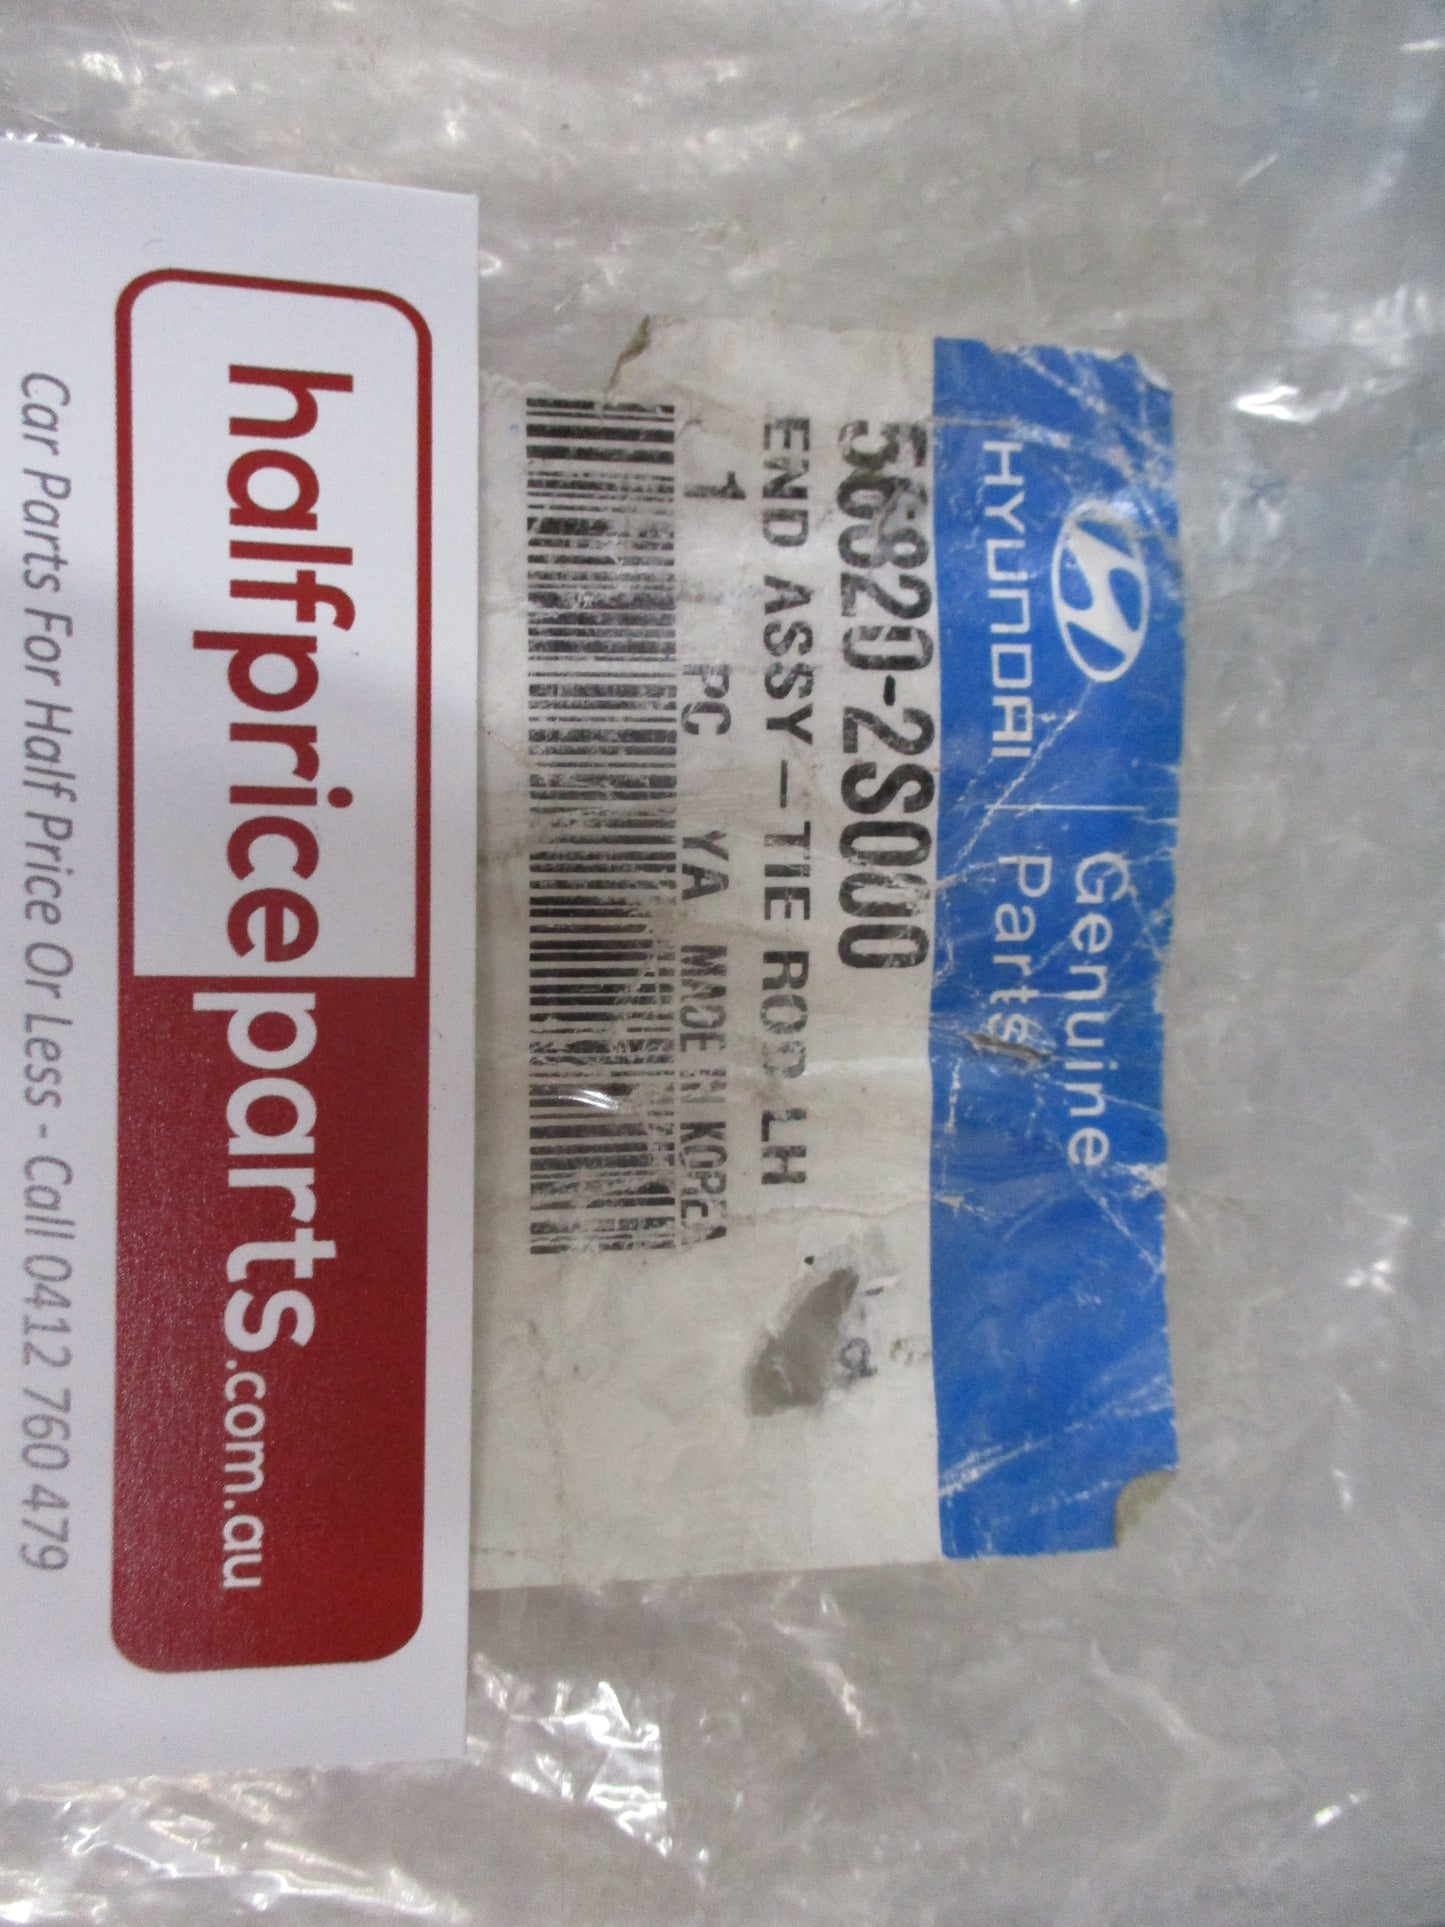 HYUNDAI
Genuine
Parts
56820-2S000
END ASSY-TIE ROD LH
1 PC YA MADE IN KOREA
halfpriceparts.com.au
Car Parts For Half Price Or Less - Call 0412 760 479